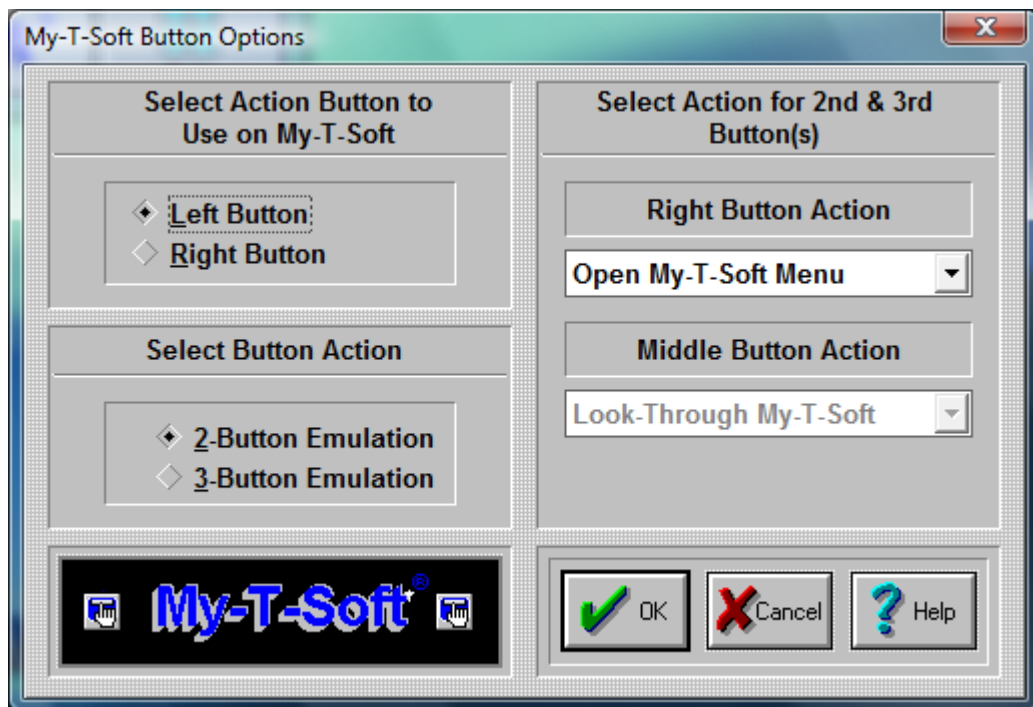 My-T-Soft Button Options
Select Action Button to
Use on My-T-Soft
Left Button
Right Button
Select Button Action
2-Button Emulation
3-Button Emulation
My-T-Soft®
Select Action for 2nd & 3rd
Button(s)
Right Button Action
Open My-T-Soft Menu
Middle Button Action
Look-Through My-T-Soft
OK
Cancel
Help